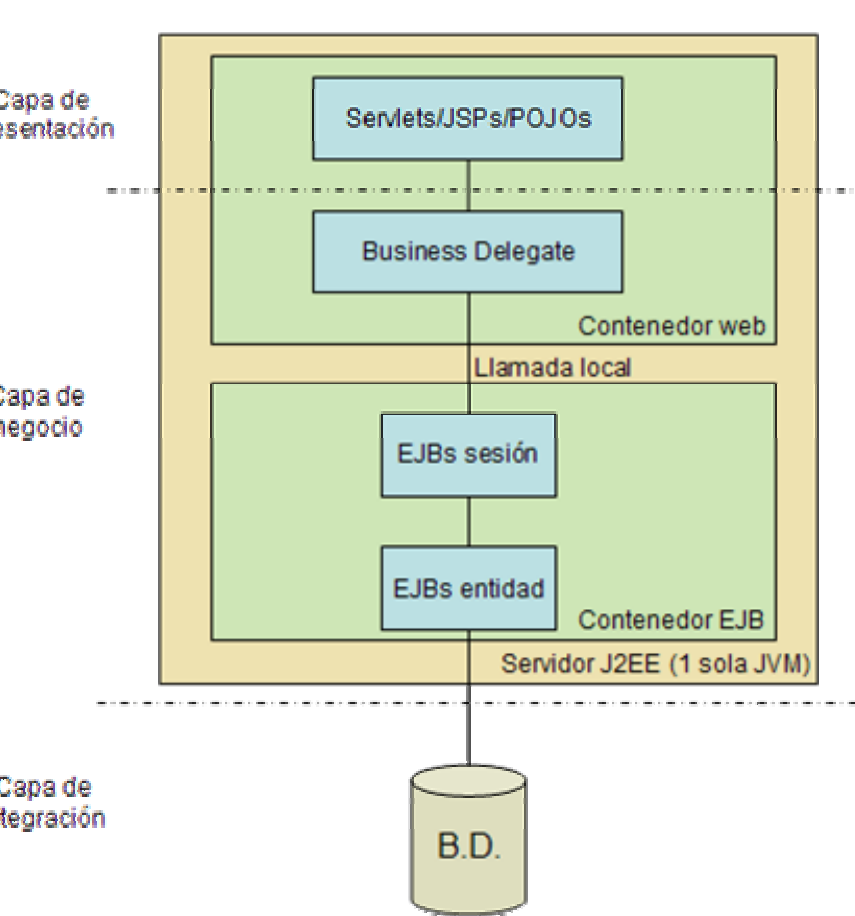 Capa de
esentación
Servlets/JSPs/POJOs
Business Delegate
Contenedor web
Llamada local
Capa de
negocio
EJBs sesión
EJBs entidad
Contenedor EJB
Servidor J2EE (1 sola JVM)
Capa de
tegración
B.D.